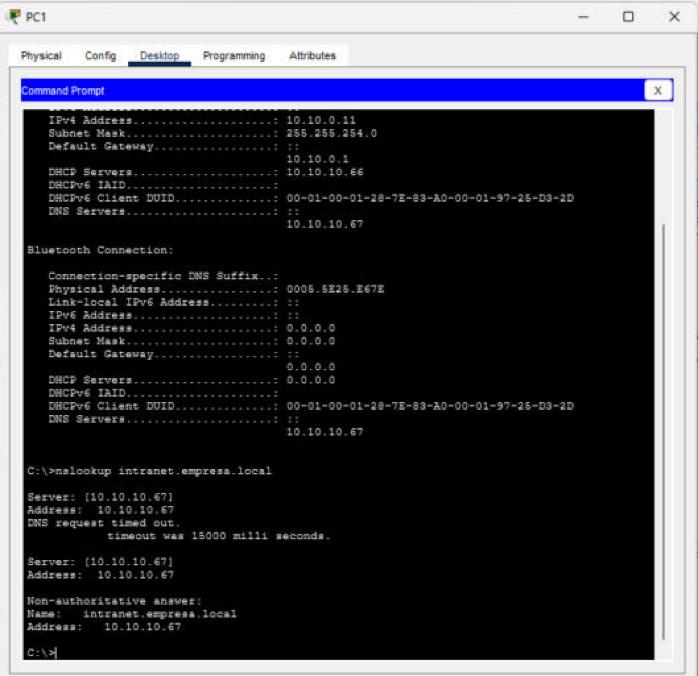 PC1
Physical Config Desktop Programming Attributes
Command Prompt
X
IPv4 Address......................: 10.10.0.11
Subnet Mask.....................: 255.255.254.0
Default Gateway.................: ::
10.10.0.1
DHCP Servers....................: 10.10.10.66
DHCPv6 IAID.....................:
DHCPv6 Client DUID..............: 00-01-00-01-28-7E-83-A0-00-01-97-25-D3-2D
DNS Servers.....................: ::
10.10.10.67
Bluetooth Connection:
Connection-specific DNS Suffix..:
Physical Address................: 0005.5E25.E67E
Link-local IPv6 Address.........: ::
IPv6 Address....................: ::
IPv4 Address....................: 0.0.0.0
Subnet Mask.....................: 0.0.0.0
Default Gateway.................: ::
0.0.0.0
DHCP Servers....................: 0.0.0.0
DHCPv6 IAID.....................:
DHCPv6 Client DUID..............: 00-01-00-01-28-7E-83-A0-00-01-97-25-D3-2D
DNS Servers.....................: ::
10.10.10.67
C:\>nslookup intranet.empresa.local
Server: [10.10.10.67]
Address: 10.10.10.67
DNS request timed out.
timeout was 15000 milli seconds.
Server: [10.10.10.67]
Address: 10.10.10.67
Non-authoritative answer:
Name: intranet.empresa.local
Address: 10.10.10.67
C:\>